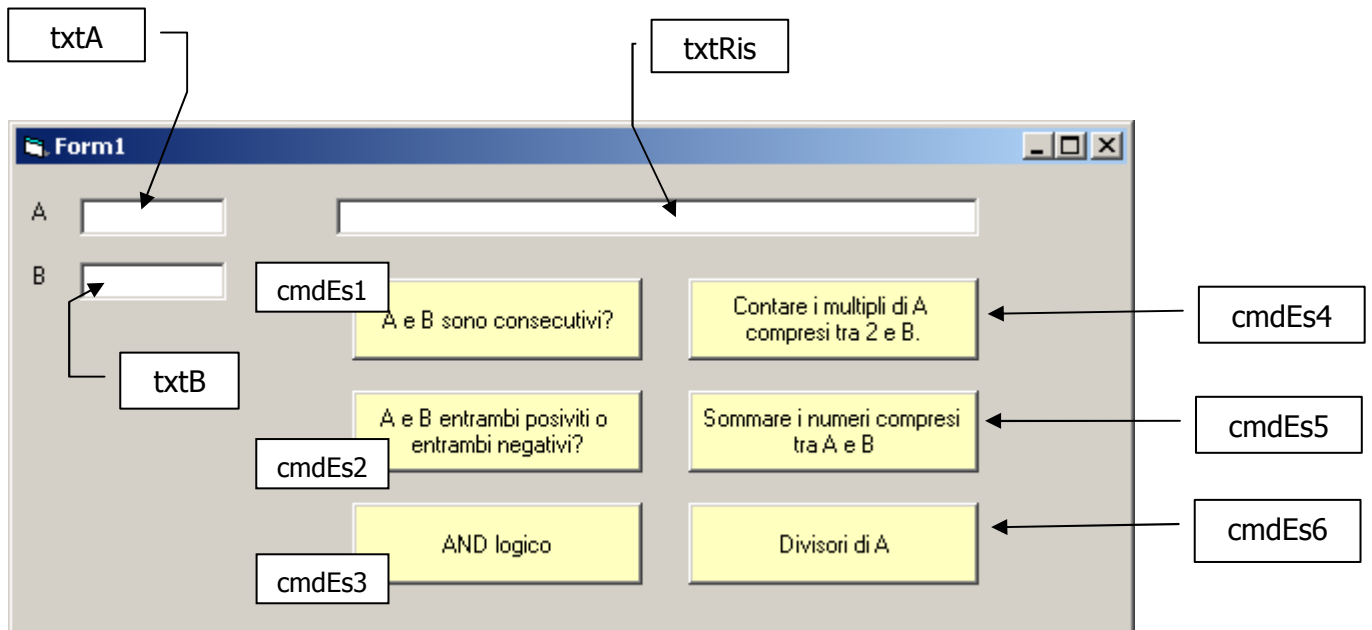 txtA
txtRis
Form1
A
B
cmdEs1
A e B sono consecutivi?
Contare i multipli di A
compresi tra 2 e B.
cmdEs4
txtB
A e B entrambi posiviti o
entrambi negativi?
Sommare i numeri compresi
tra A e B
cmdEs5
cmdEs2
AND logico
Divisori di A
cmdEs6
cmdEs3